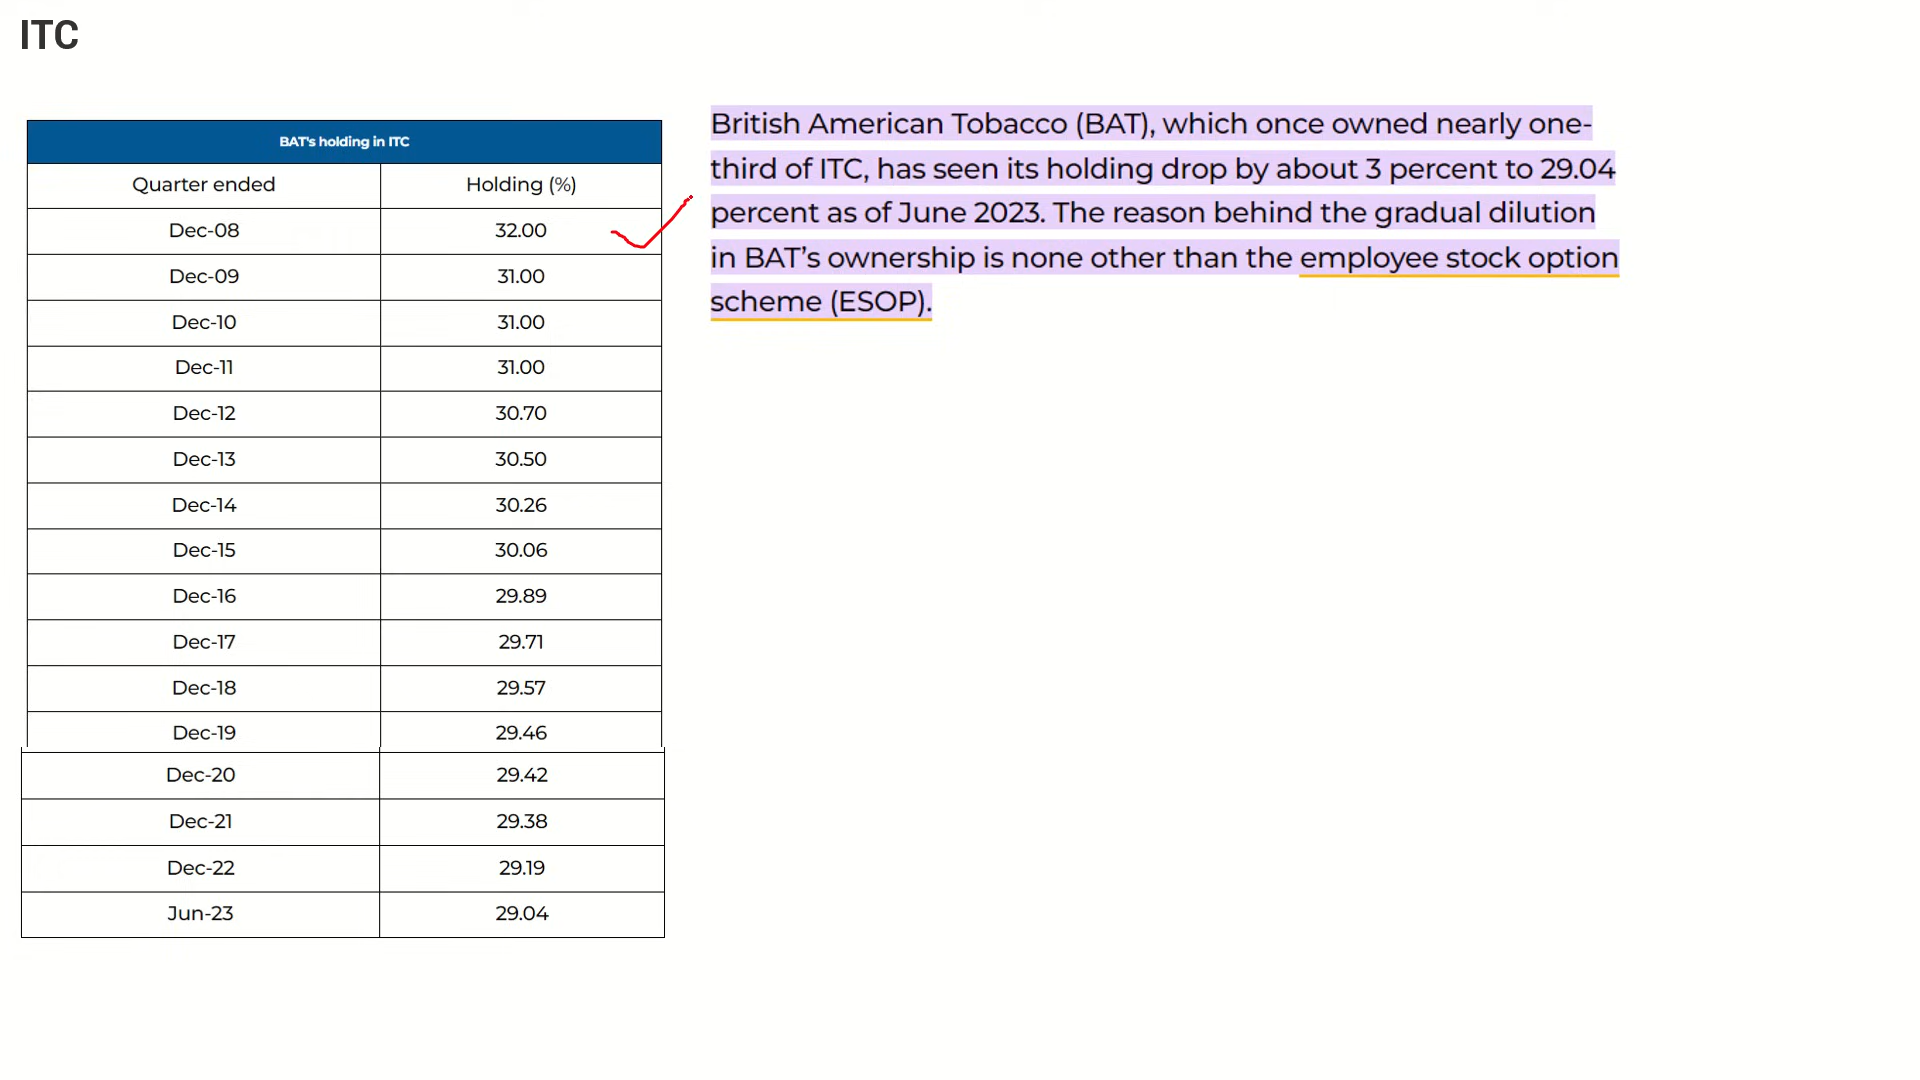 ITC
BAT's holding in ITC
Quarter ended Holding (%)
Dec-08 32.00
Dec-09 31.00
Dec-10 31.00
Dec-11 31.00
Dec-12 30.70
Dec-13 30.50
Dec-14 30.26
Dec-15 30.06
Dec-16 29.89
Dec-17 29.71
Dec-18 29.57
Dec-19 29.46
Dec-20 29.42
Dec-21 29.38
Dec-22 29.19
Jun-23 29.04
British American Tobacco (BAT), which once owned nearly one-
third of ITC, has seen its holding drop by about 3 percent to 29.04
percent as of June 2023. The reason behind the gradual dilution
in BAT’s ownership is none other than the employee stock option
scheme (ESOP).